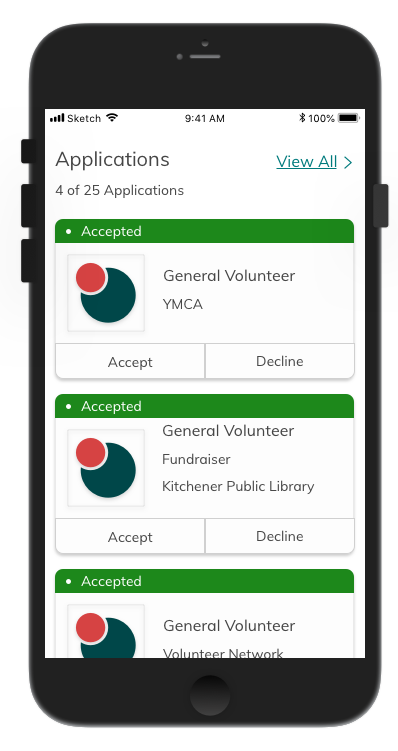 Sketch 9:41 AM 100%
Applications View All
4 of 25 Applications
Accepted
General Volunteer
YMCA
Accept Decline
Accepted
General Volunteer
Fundraiser
Kitchener Public Library
Accept Decline
Accepted
General Volunteer
Volunteer Network